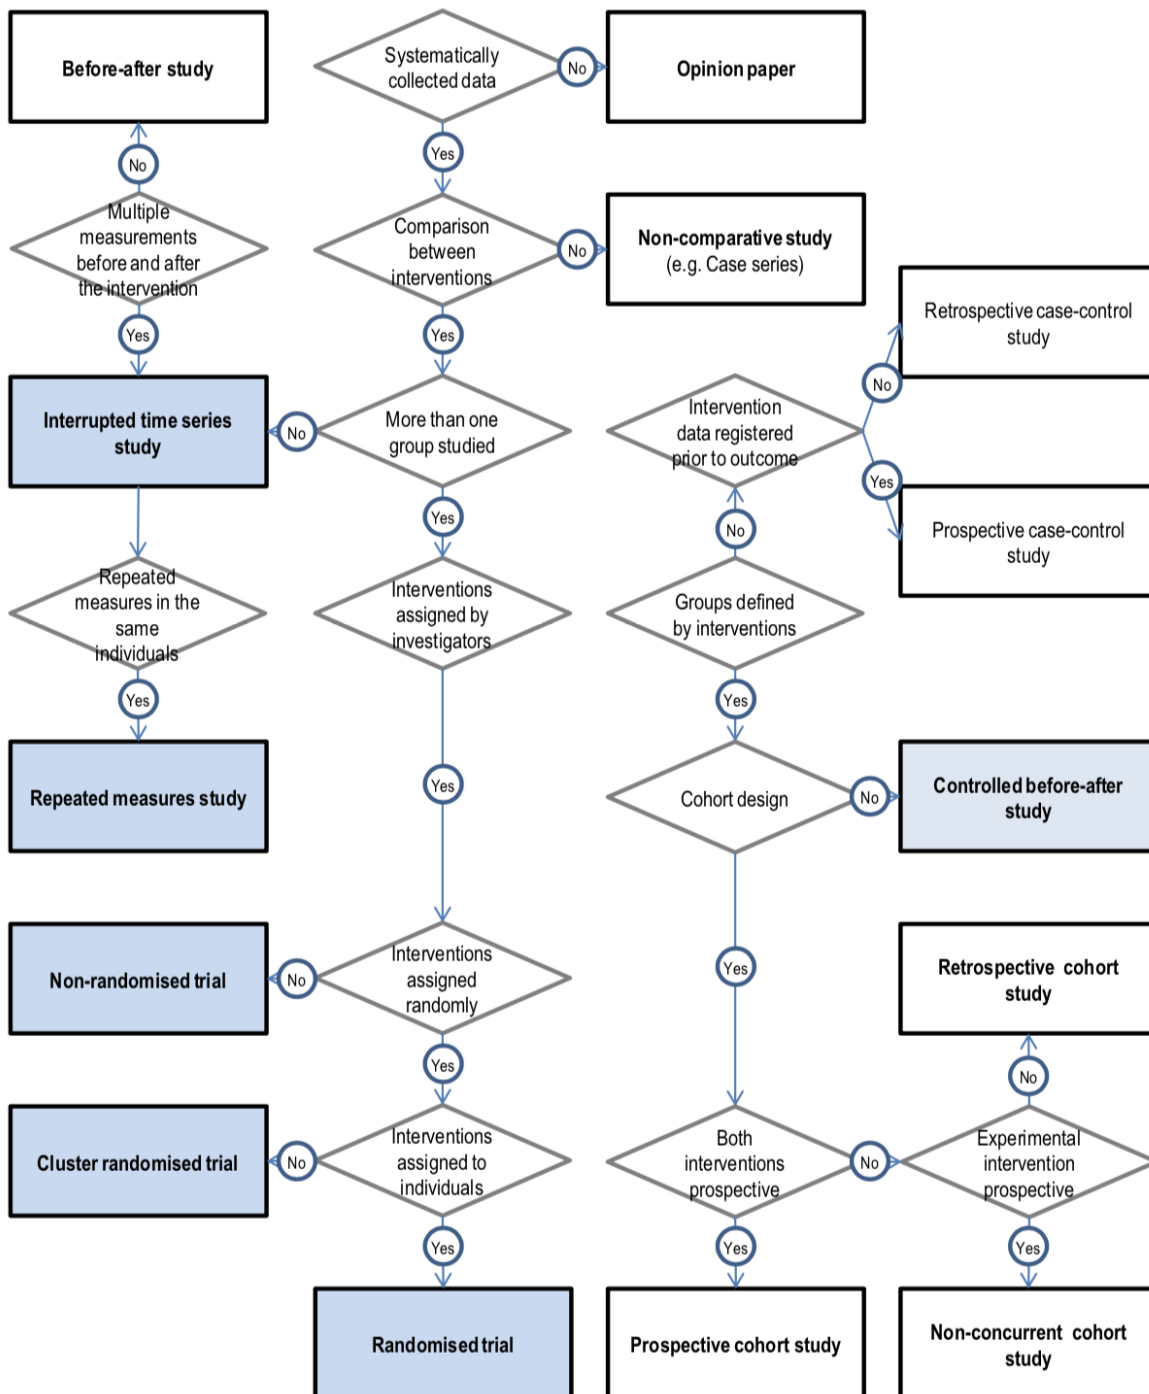 Before-after study
Systematically
collected data
No
Opinion paper
Yes
No
Multiple
measurements
before and after
the intervention
Comparison
between
interventions
No
Non-comparative study
(e.g. Case series)
Yes
Yes
Retrospective case-control
study
Interrupted time series
study
No
More than one
group studied
Intervention
data registered
prior to outcome
No
Yes
Prospective case-control
study
Yes
No
Repeated
measures in the
same
individuals
Interventions
assigned by
investigators
Groups defined
by interventions
Yes
Yes
Repeated measures study
Yes
Cohort design
No
Controlled before-after
study
Non-randomised trial
No
Interventions
assigned
randomly
Yes
Retrospective cohort
study
Yes
No
Cluster randomised trial
No
Interventions
assigned to
individuals
Both
interventions
prospective
No
Experimental
intervention
prospective
Yes
Yes
Yes
Randomised trial
Prospective cohort study
Non-concurrent cohort
study